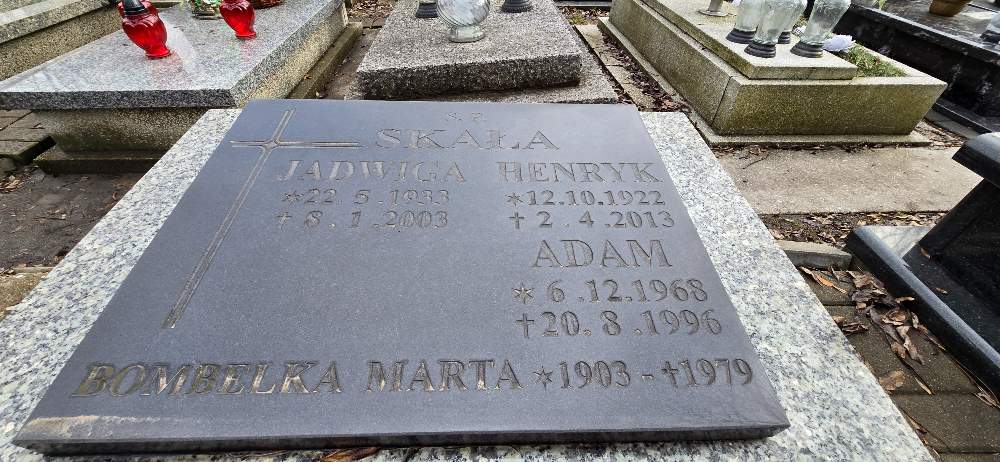 Ś. P.
SKAŁA
JADWIGA HENRYK
*22.5.1933 *12.10.1922
†8.1.2003 †2.4.2013
ADAM
*6.12.1968
†20.8.1996
BOMBELKA MARTA *1903-†1979